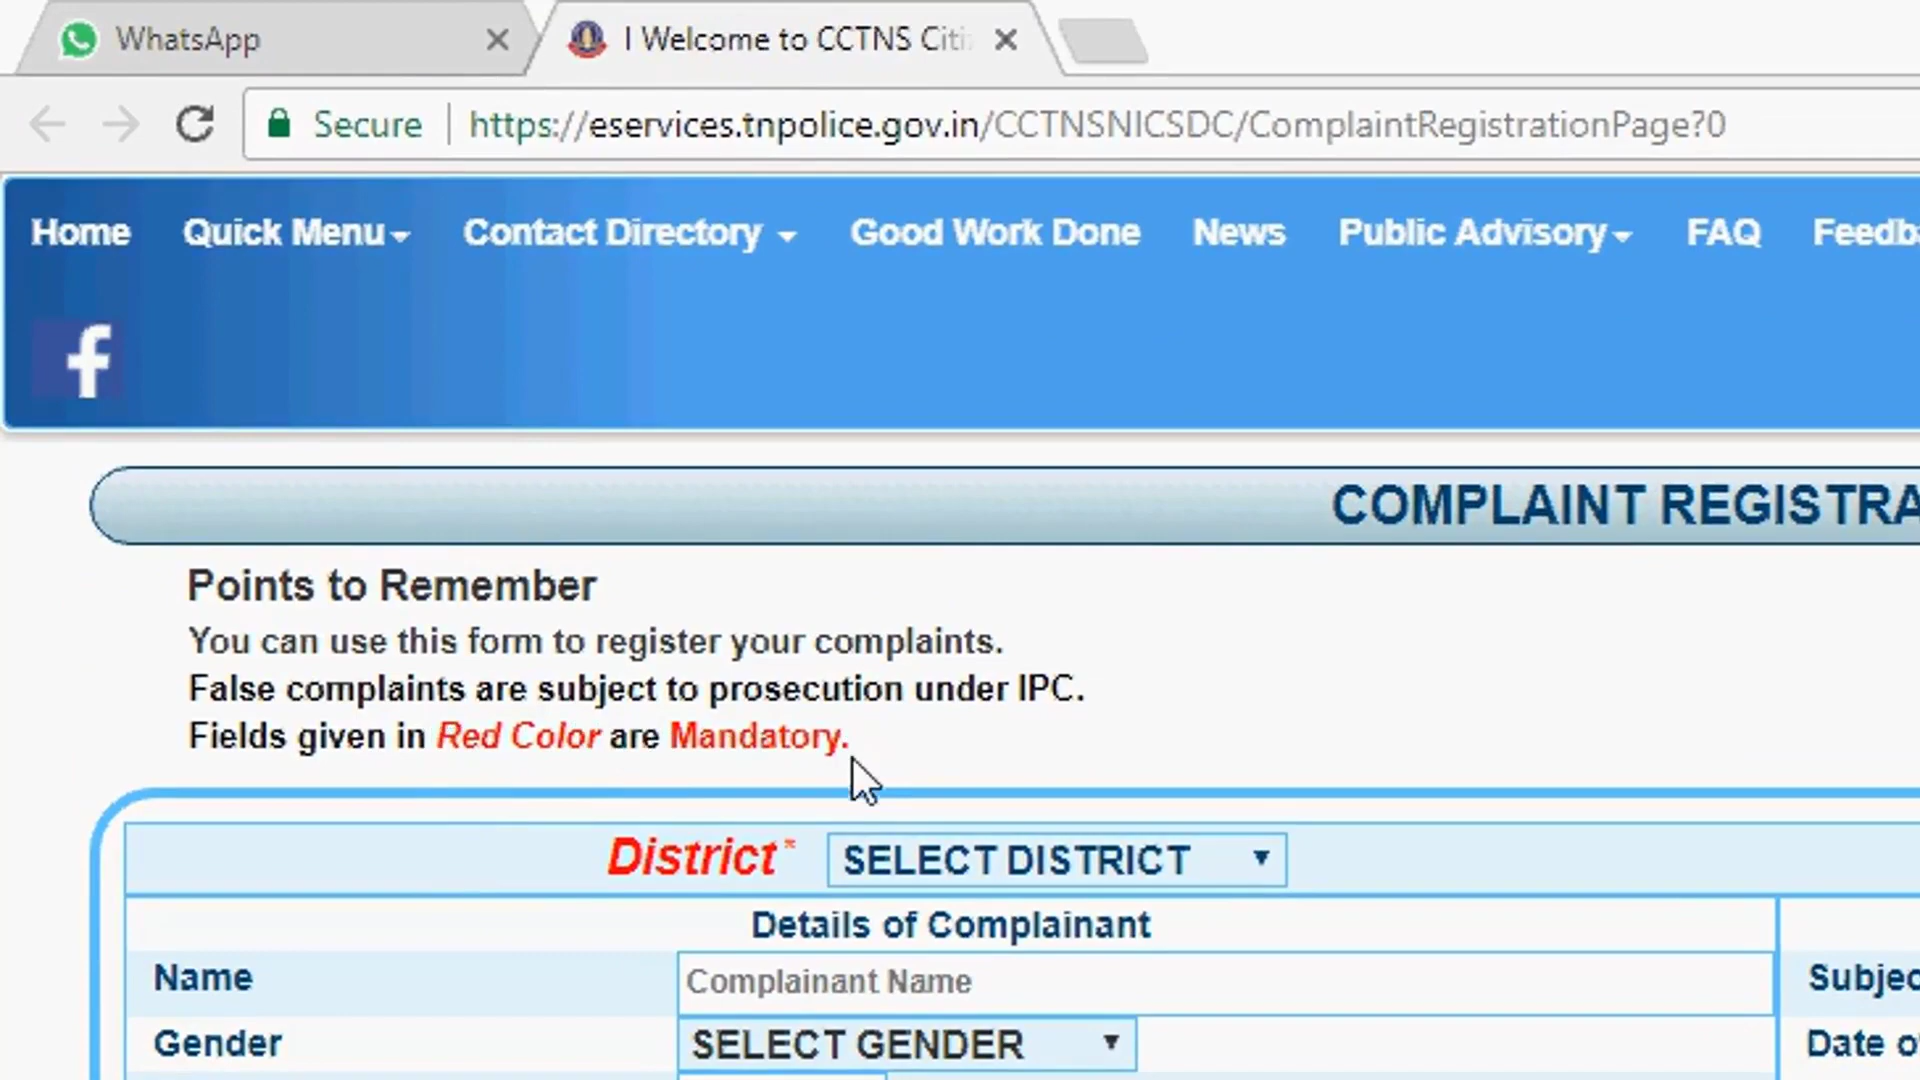 WhatsApp
I Welcome to CCTNS Citi
Secure https://eservices.tnpolice.gov.in/CCTNSNICSDC/ComplaintRegistrationPage?0
Home Quick Menu Contact Directory Good Work Done News Public Advisory FAQ Feedba
f
COMPLAINT REGISTRA
Points to Remember
You can use this form to register your complaints.
False complaints are subject to prosecution under IPC.
Fields given in Red Color are Mandatory.
District * SELECT DISTRICT
Details of Complainant
Name Complainant Name Subjec
Gender SELECT GENDER Date of